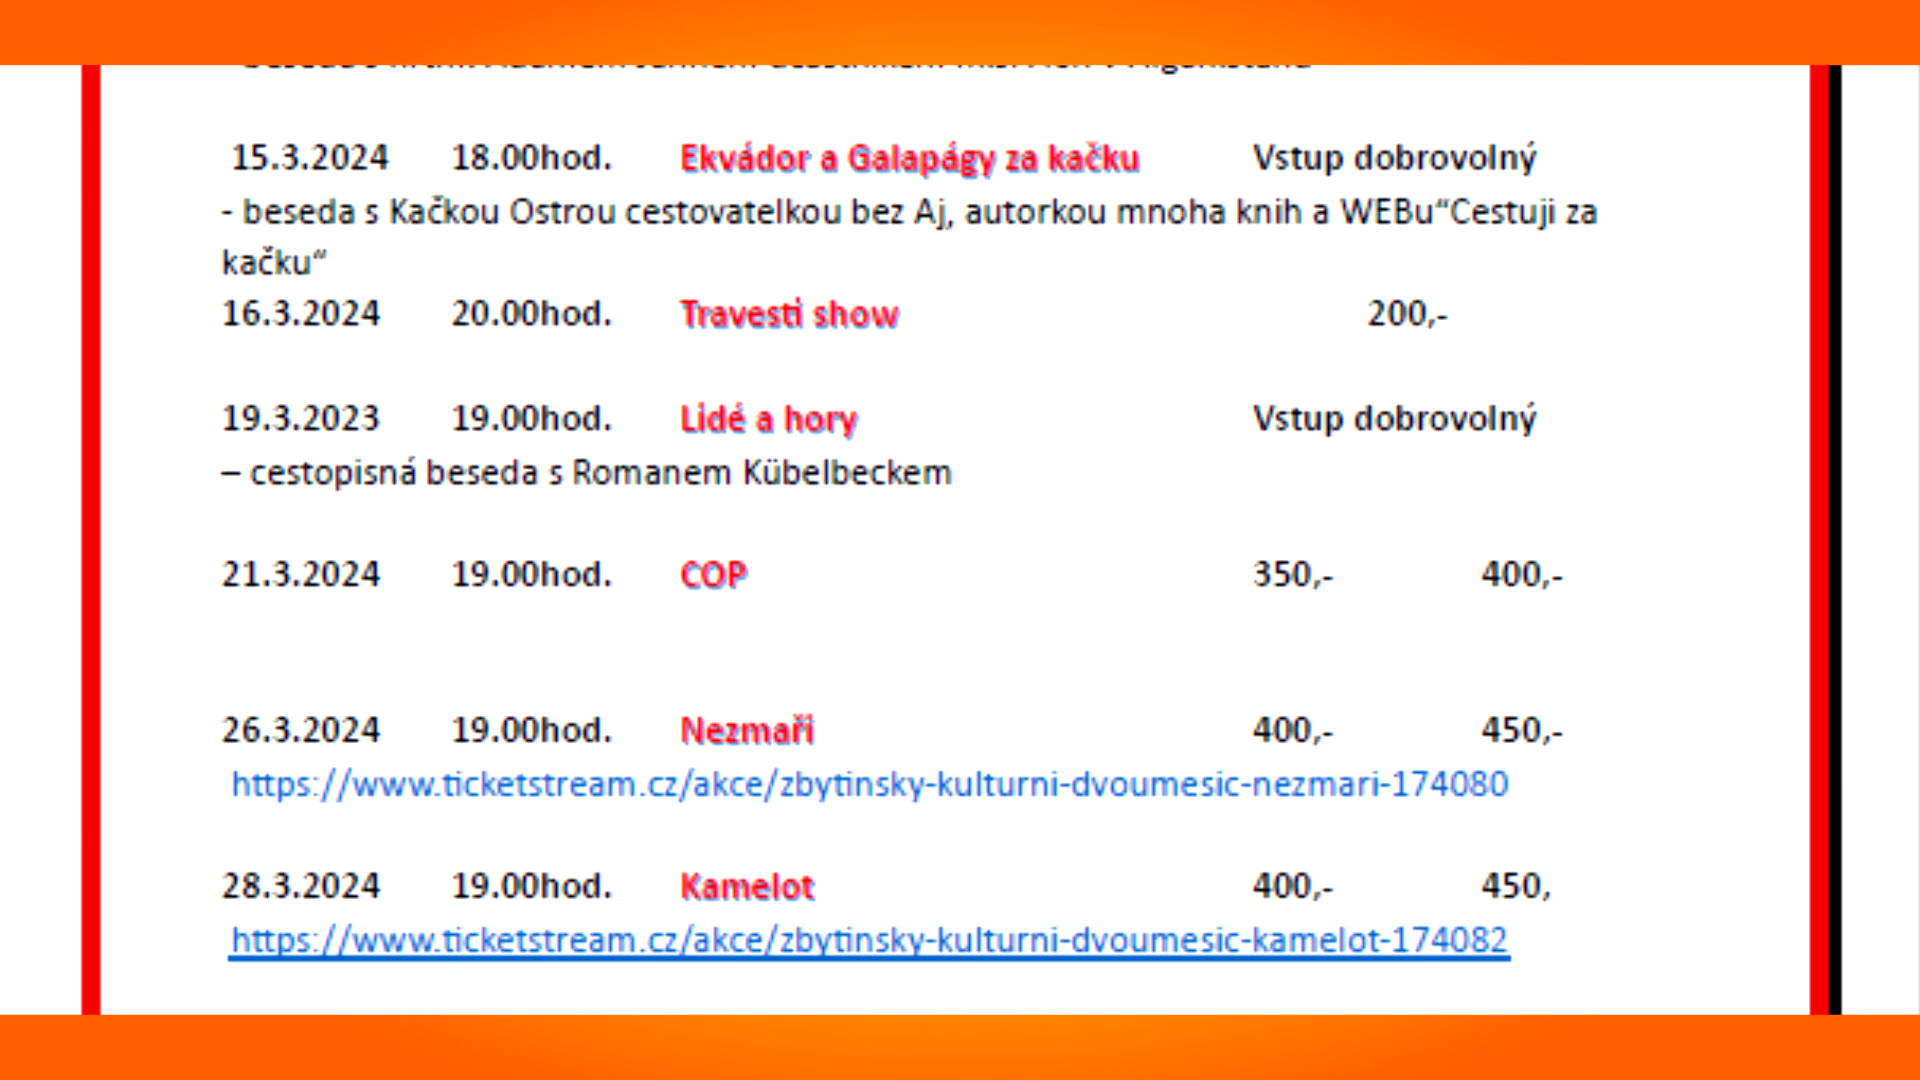 15.3.2024 18.00hod. Ekvádor a Galapágy za kačku Vstup dobrovolný
- beseda s Kačkou Ostrou cestovatelkou bez Aj, autorkou mnoha knih a WEBu“Cestuji za
kačku“
16.3.2024 20.00hod. Travesti show 200,-
19.3.2023 19.00hod. Lidé a hory Vstup dobrovolný
– cestopisná beseda s Romanem Kübelbeckem
21.3.2024 19.00hod. COP 350,- 400,-
26.3.2024 19.00hod. Nezmaři 400,- 450,-
https://www.ticketstream.cz/akce/zbytinsky-kulturni-dvoumesic-nezmari-174080
28.3.2024 19.00hod. Kamelot 400,- 450,
https://www.ticketstream.cz/akce/zbytinsky-kulturni-dvoumesic-kamelot-174082